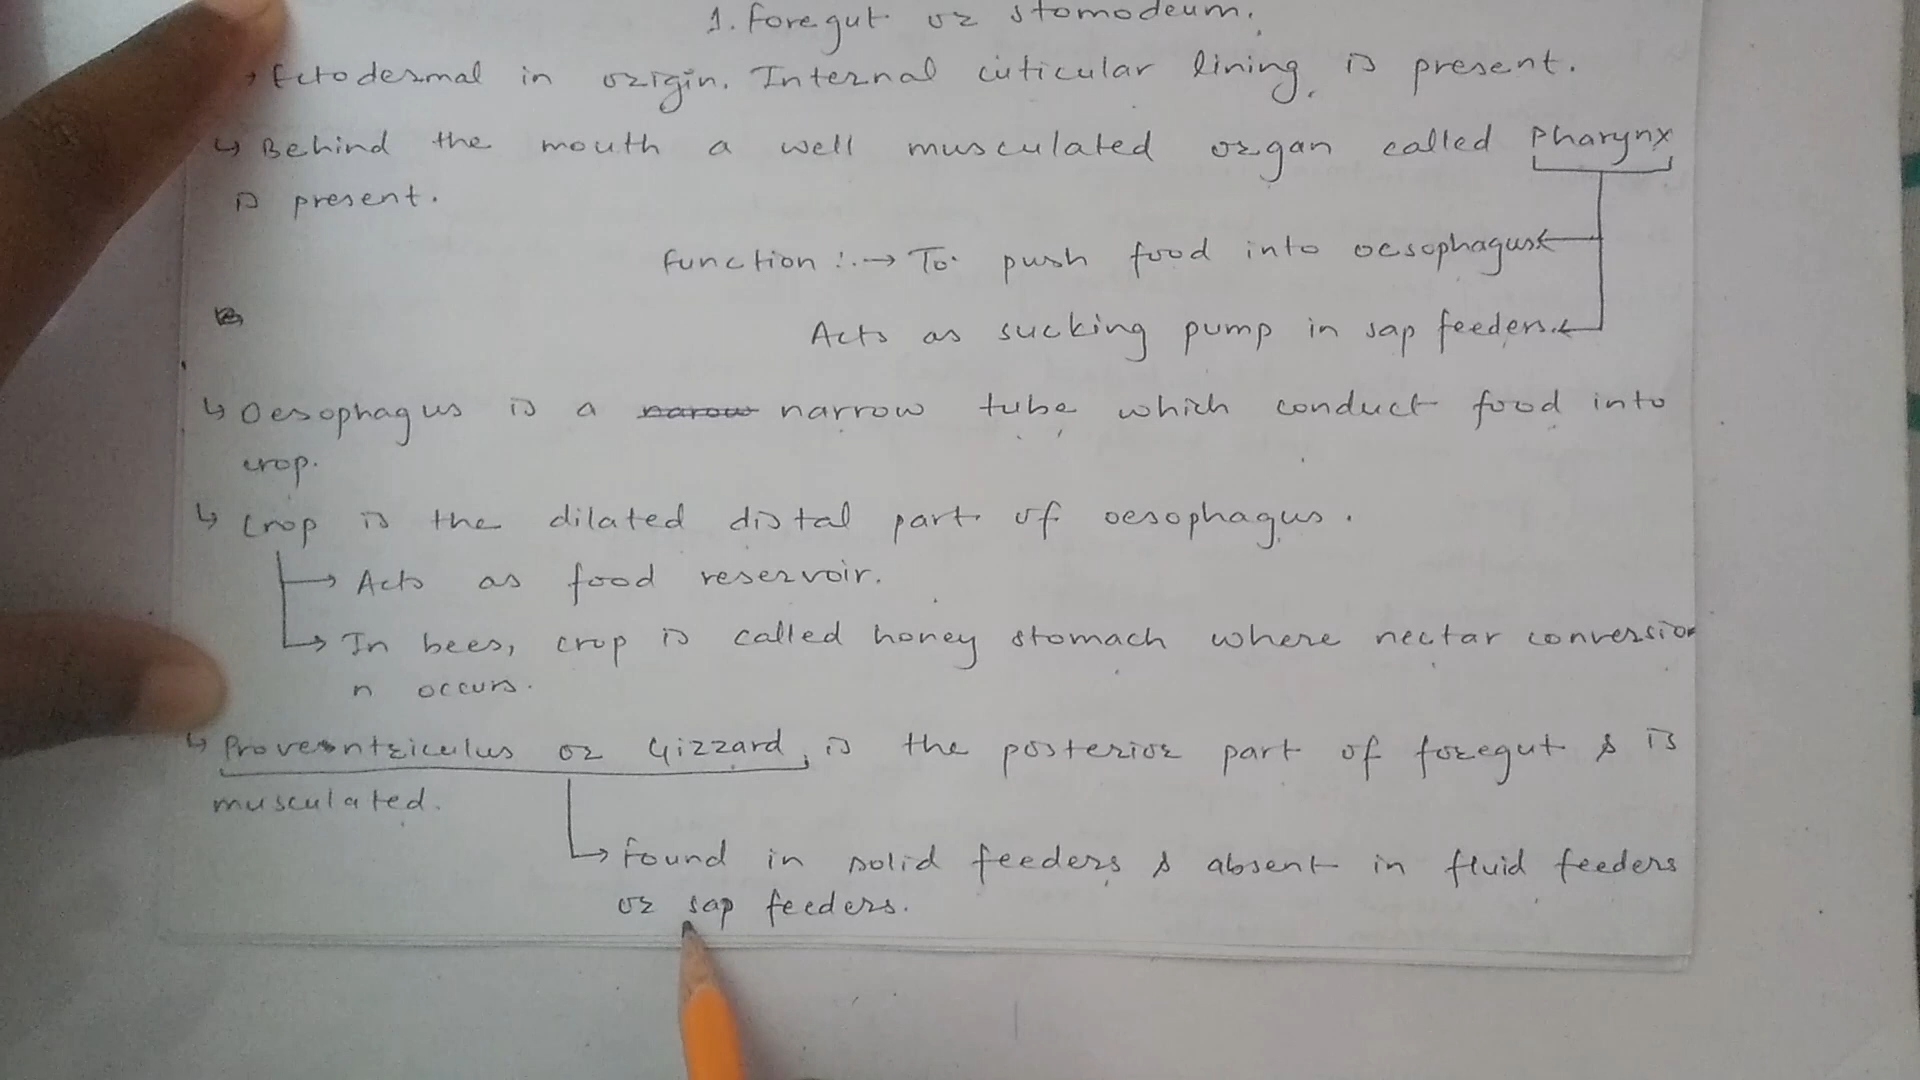 1. Foregut or stomodeum.
→ Ectodermal in origin. Internal cuticular lining is present.
↳ Behind the mouth a well musculated organ called Pharynx
is present.
Function :→ To push food into oesophagus
Acts as sucking pump in sap feeders.
↳ Oesophagus is a narow narrow tube which conduct food into
crop.
↳ Crop is the dilated distal part of oesophagus.
→ Acts as food reservoir.
→ In bees, crop is called honey stomach where nectar conversion
n occurs.
↳ Proventriculus or Gizzard, is the posterior part of foregut & is
musculated.
→ Found in solid feeders & absent in fluid feeders
or sap feeders.